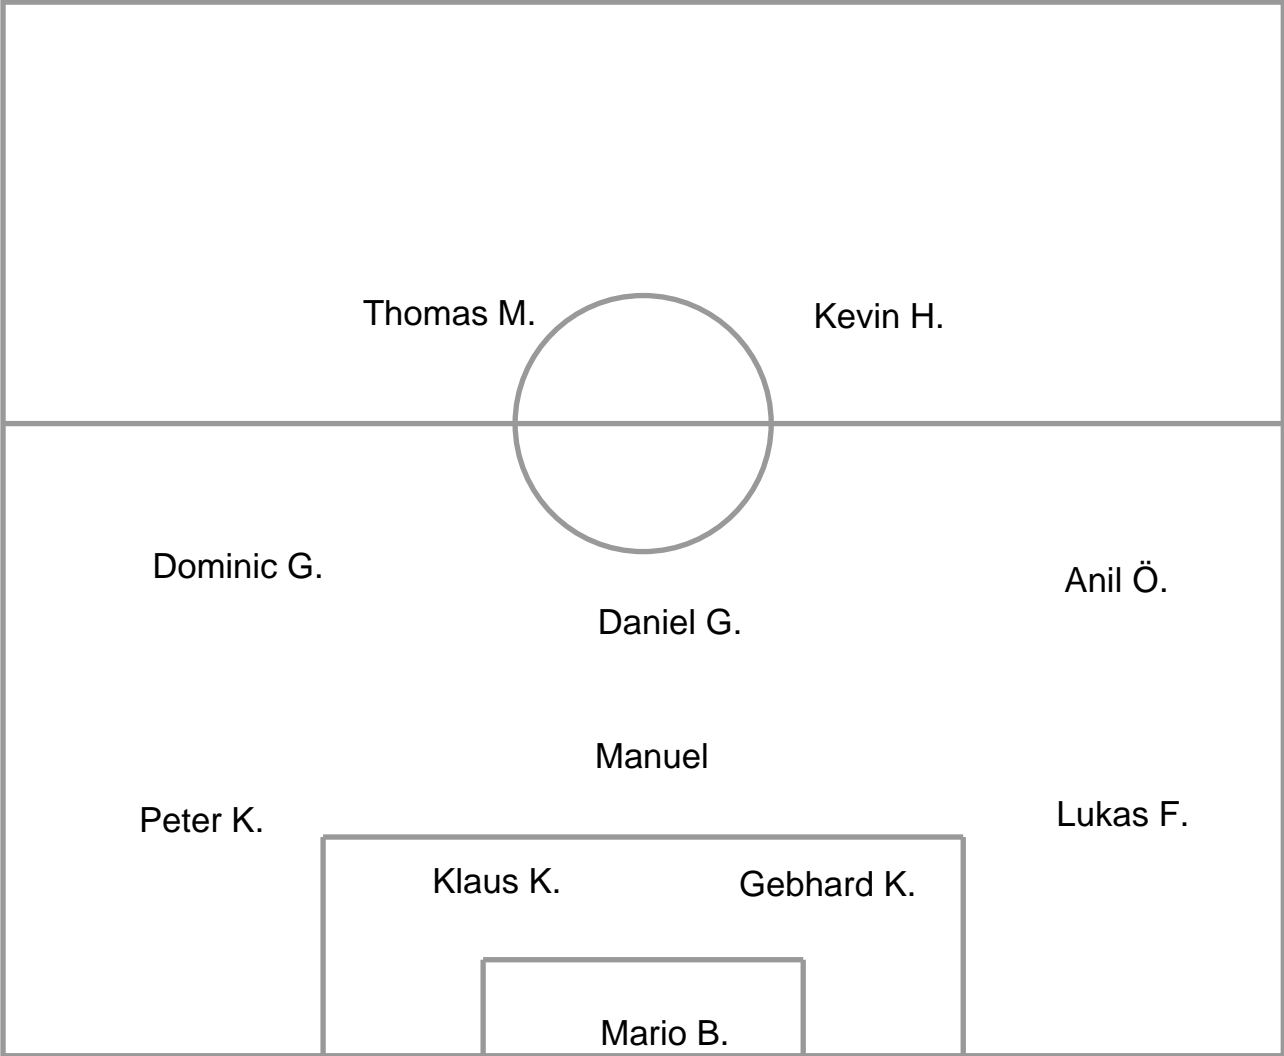 Thomas M.
Kevin H.
Dominic G.
Anil Ö.
Daniel G.
Manuel
Peter K.
Lukas F.
Klaus K.
Gebhard K.
Mario B.